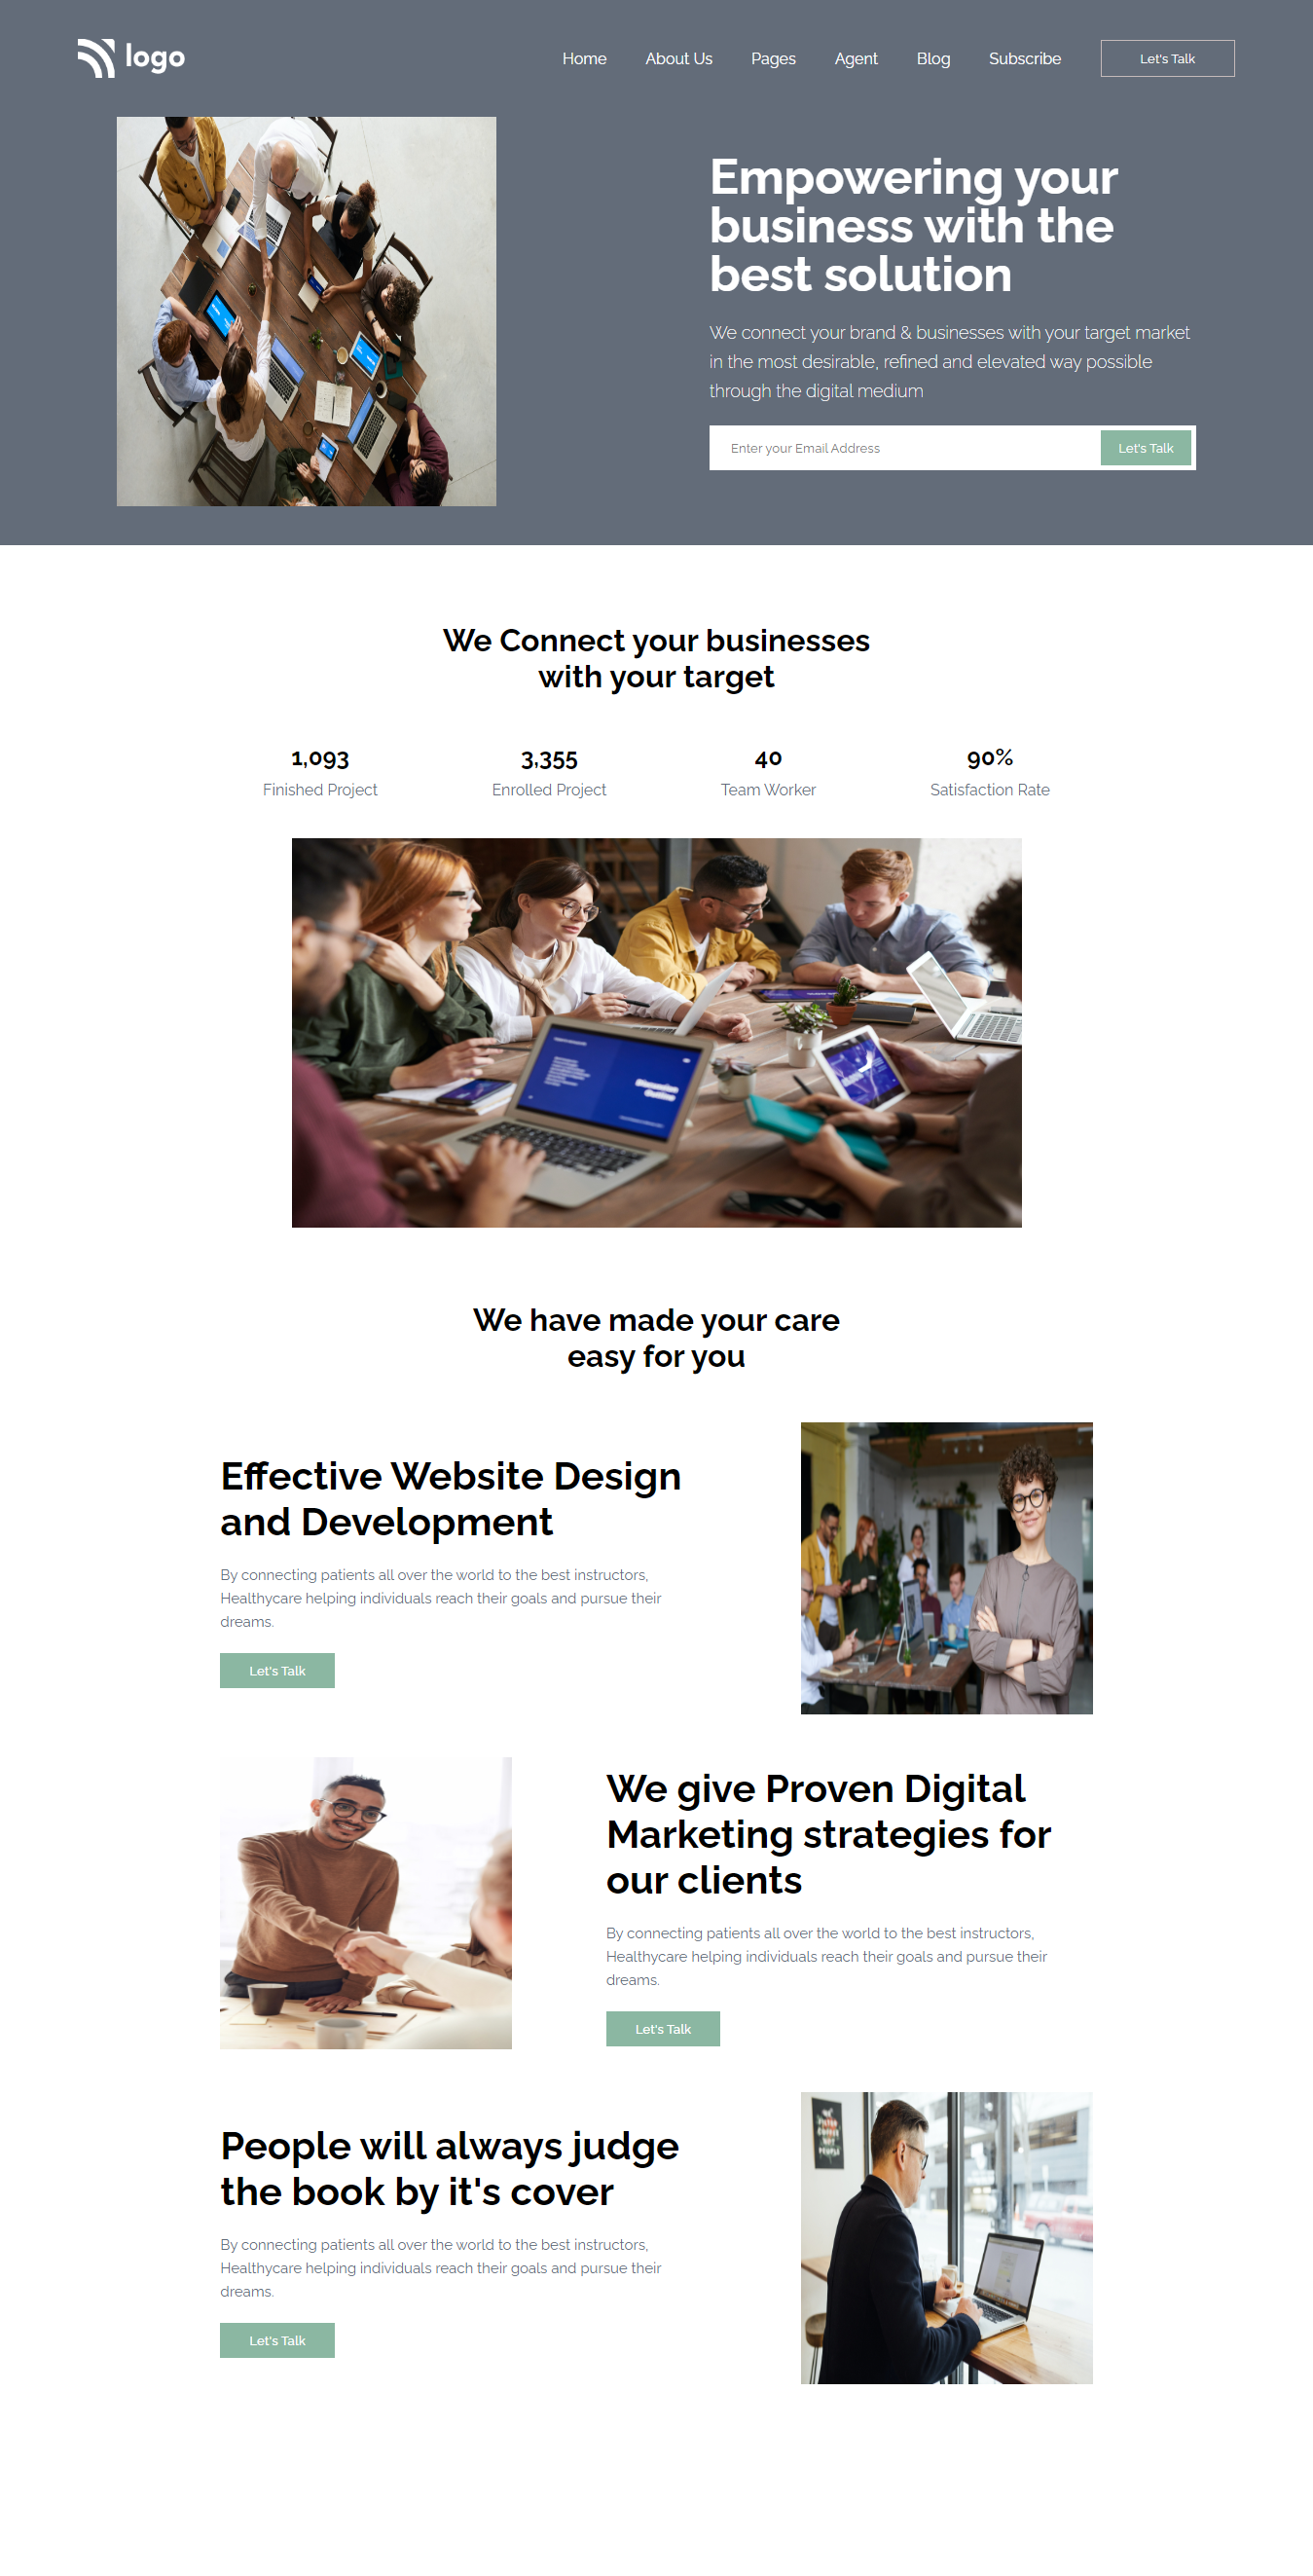 logo
Home About Us Pages Agent Blog Subscribe Let's Talk
Empowering your
business with the
best solution
We connect your brand & businesses with your target market
in the most desirable, refined and elevated way possible
through the digital medium
Enter your Email Address Let's Talk
We Connect your businesses
with your target
1,093 3,355 40 90%
Finished Project Enrolled Project Team Worker Satisfaction Rate
We have made your care
easy for you
Effective Website Design
and Development
By connecting patients all over the world to the best instructors,
Healthycare helping individuals reach their goals and pursue their
dreams.
Let's Talk
We give Proven Digital
Marketing strategies for
our clients
By connecting patients all over the world to the best instructors,
Healthycare helping individuals reach their goals and pursue their
dreams.
Let's Talk
People will always judge
the book by it's cover
By connecting patients all over the world to the best instructors,
Healthycare helping individuals reach their goals and pursue their
dreams.
Let's Talk